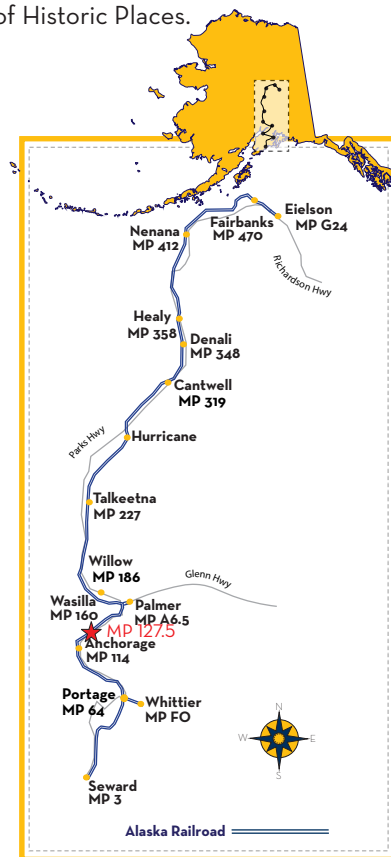 of Historic Places.
Eielson
MP G24
Fairbanks
MP 470
Nenana
MP 412
Richardson Hwy
Healy
MP 358
Denali
MP 348
Cantwell
MP 319
Parks Hwy
Hurricane
Talkeetna
MP 227
Willow
MP 186
Glenn Hwy
Wasilla
MP 160
Palmer
MP A6.5
MP 127.5
Anchorage
MP 114
Portage
MP 64
Whittier
MP FO
N
W
E
S
Seward
MP 3
Alaska Railroad